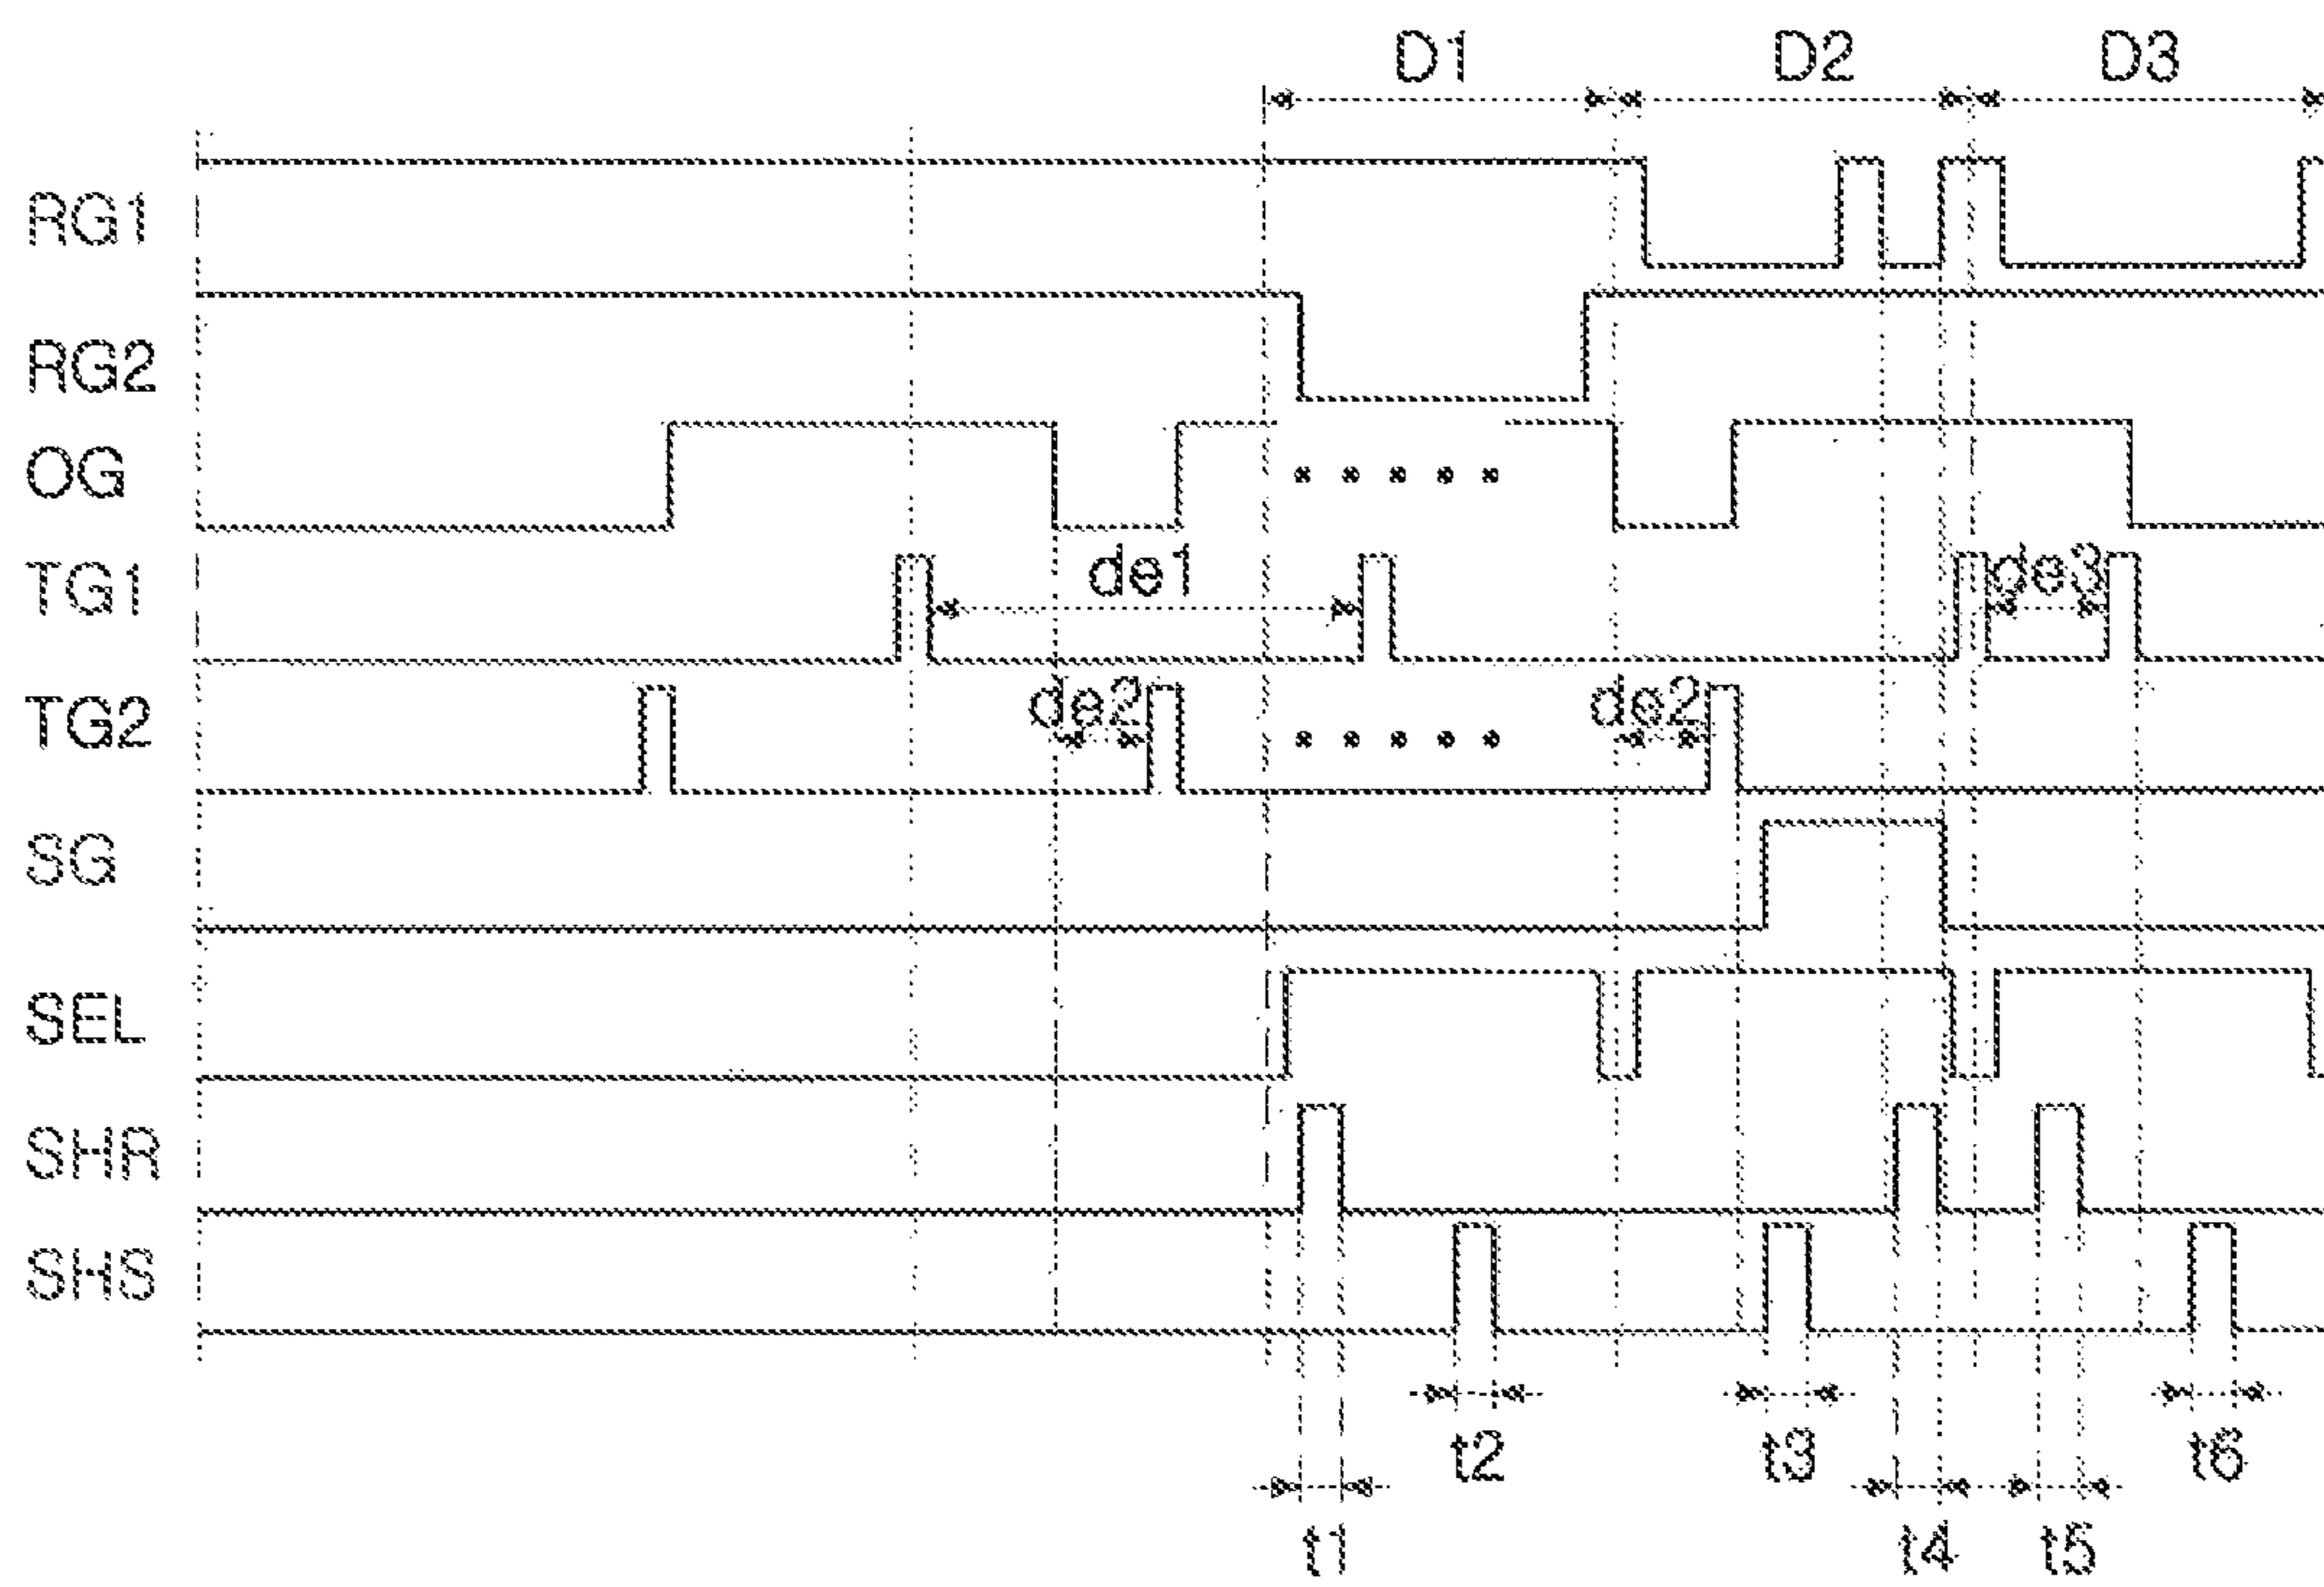 D1 D2 D3
RG1
RG2
OG
TG1 de1 de3
TG2 de2 de2
SG
SEL
SHR
SHS
t2 t3 t6
t1 t4 t5